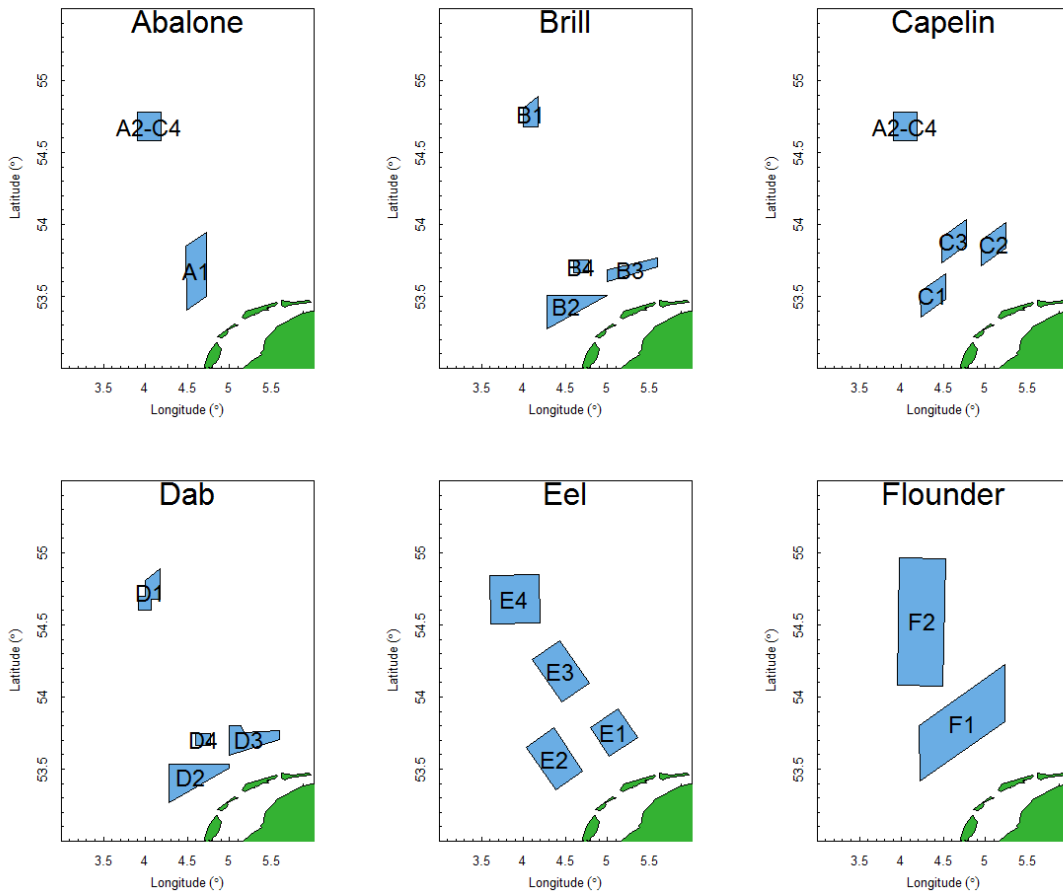 Abalone
55
54.5
54
53.5
Latitude (°)
A2-C4
A1
3.5 4 4.5 5 5.5
Longitude (°)
Brill
55
54.5
54
53.5
Latitude (°)
B1
B4
B3
B2
3.5 4 4.5 5 5.5
Longitude (°)
Capelin
55
54.5
54
53.5
Latitude (°)
A2-C4
C3
C2
C1
3.5 4 4.5 5 5.5
Longitude (°)
Dab
55
54.5
54
53.5
Latitude (°)
D1
D4
D3
D2
3.5 4 4.5 5 5.5
Longitude (°)
Eel
55
54.5
54
53.5
Latitude (°)
E4
E3
E1
E2
3.5 4 4.5 5 5.5
Longitude (°)
Flounder
55
54.5
54
53.5
Latitude (°)
F2
F1
3.5 4 4.5 5 5.5
Longitude (°)